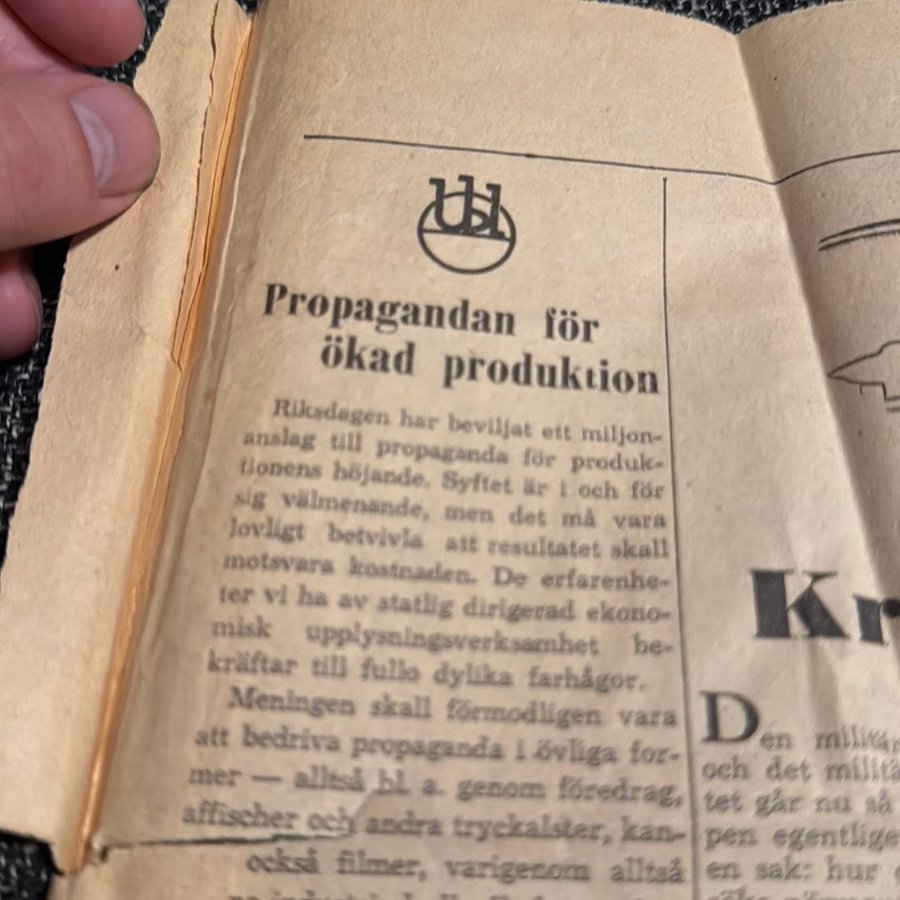 Propagandan för
ökad produktion
Riksdagen har beviljat ett miljon-
anslag till propaganda för produk-
tionens höjande. Syftet är i och för
sig välmenande, men det må vara
lovligt betvivla att resultatet skall
motsvara kostnaden. De erfarenhe-
ter vi ha av statlig dirigerad ekono-
misk upplysningsverksamhet be-
kräftar till fullo dylika farhågor.
Meningen skall förmodligen vara
att bedriva propaganda i övliga for-
mer — alltså bl. a. genom föredrag,
affischer och andra tryckalster, kan-
också filmer, varigenom alltså
Kr
Den militär
och det militä
tet går nu så
pen egentlige
en sak: hur